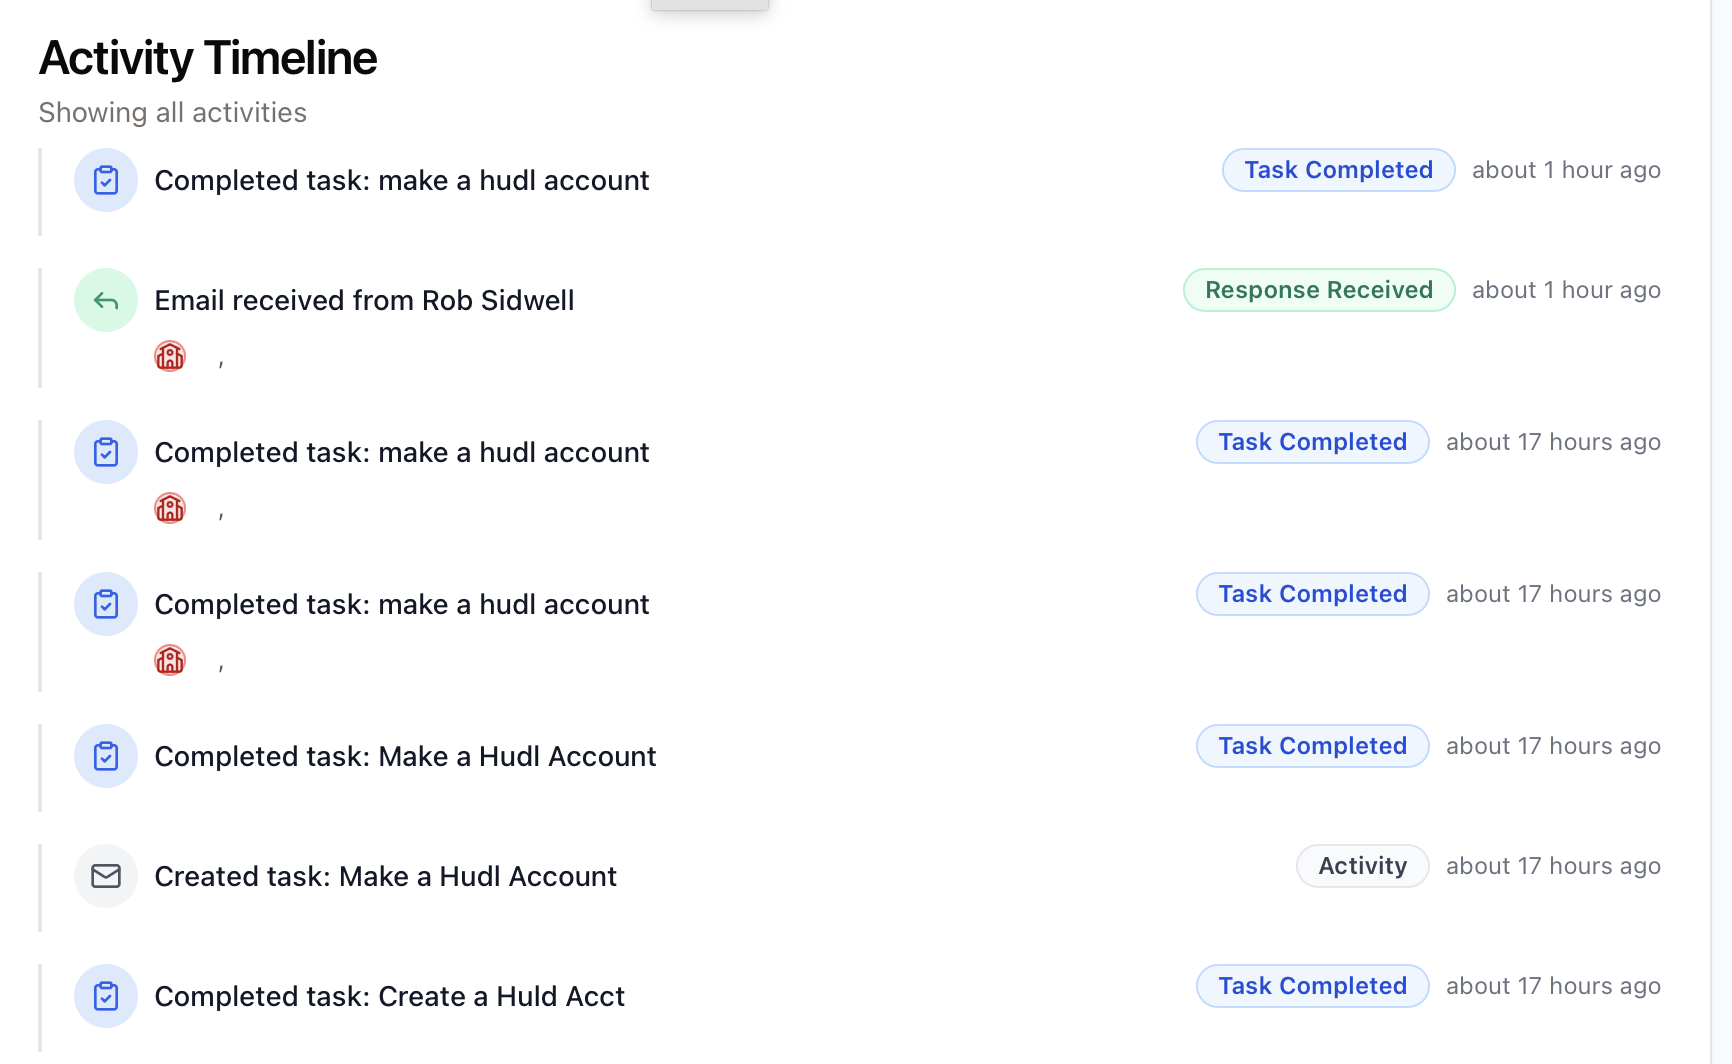 Activity Timeline
Showing all activities
Completed task: make a hudl account
Task Completed
about 1 hour ago
Email received from Rob Sidwell
Response Received
about 1 hour ago
,
Completed task: make a hudl account
Task Completed
about 17 hours ago
,
Completed task: make a hudl account
Task Completed
about 17 hours ago
,
Completed task: Make a Hudl Account
Task Completed
about 17 hours ago
Created task: Make a Hudl Account
Activity
about 17 hours ago
Completed task: Create a Huld Acct
Task Completed
about 17 hours ago